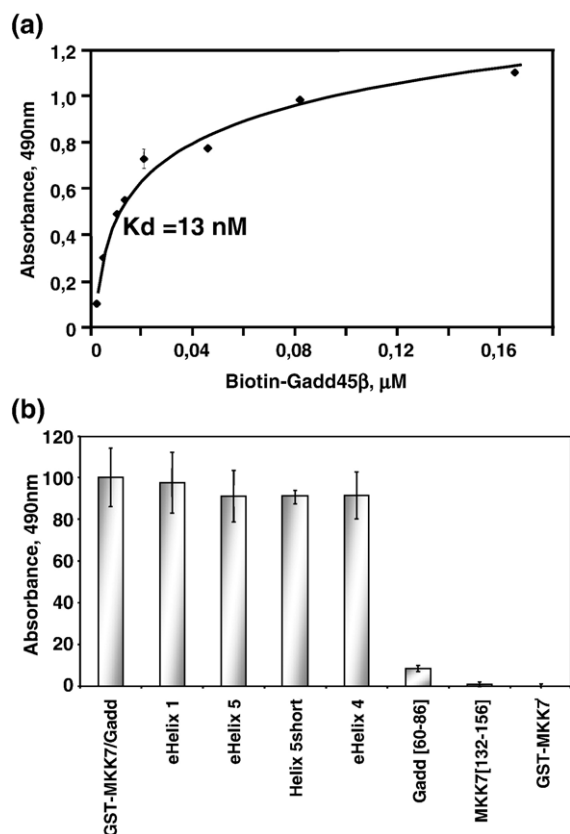 (a)
1,2
1,0
0,8
0,6
0,4
0,2
0
Absorbance, 490nm
Kd =13 nM
0
0,04
0,08
0,12
0,16
Biotin-Gadd45β, μM
(b)
120
100
80
60
40
20
0
Absorbance, 490nm
GST-MKK7/Gadd
eHelix 1
eHelix 5
Helix 5short
eHelix 4
Gadd [60-86]
MKK7[132-156]
GST-MKK7